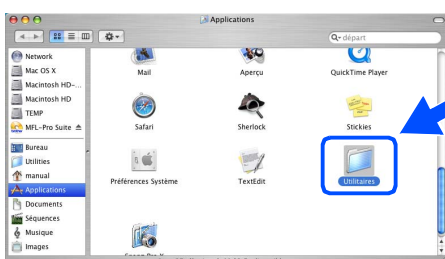 Applications
départ
Network
Mac OS X
Macintosh HD-...
Macintosh HD
TEMP
MFL-Pro Suite
Bureau
Utilities
manual
Applications
Documents
Séquences
Musique
Images
Mail
Aperçu
QuickTime Player
Safari
Sherlock
Stickies
Préférences Système
TextEdit
Utilitaires